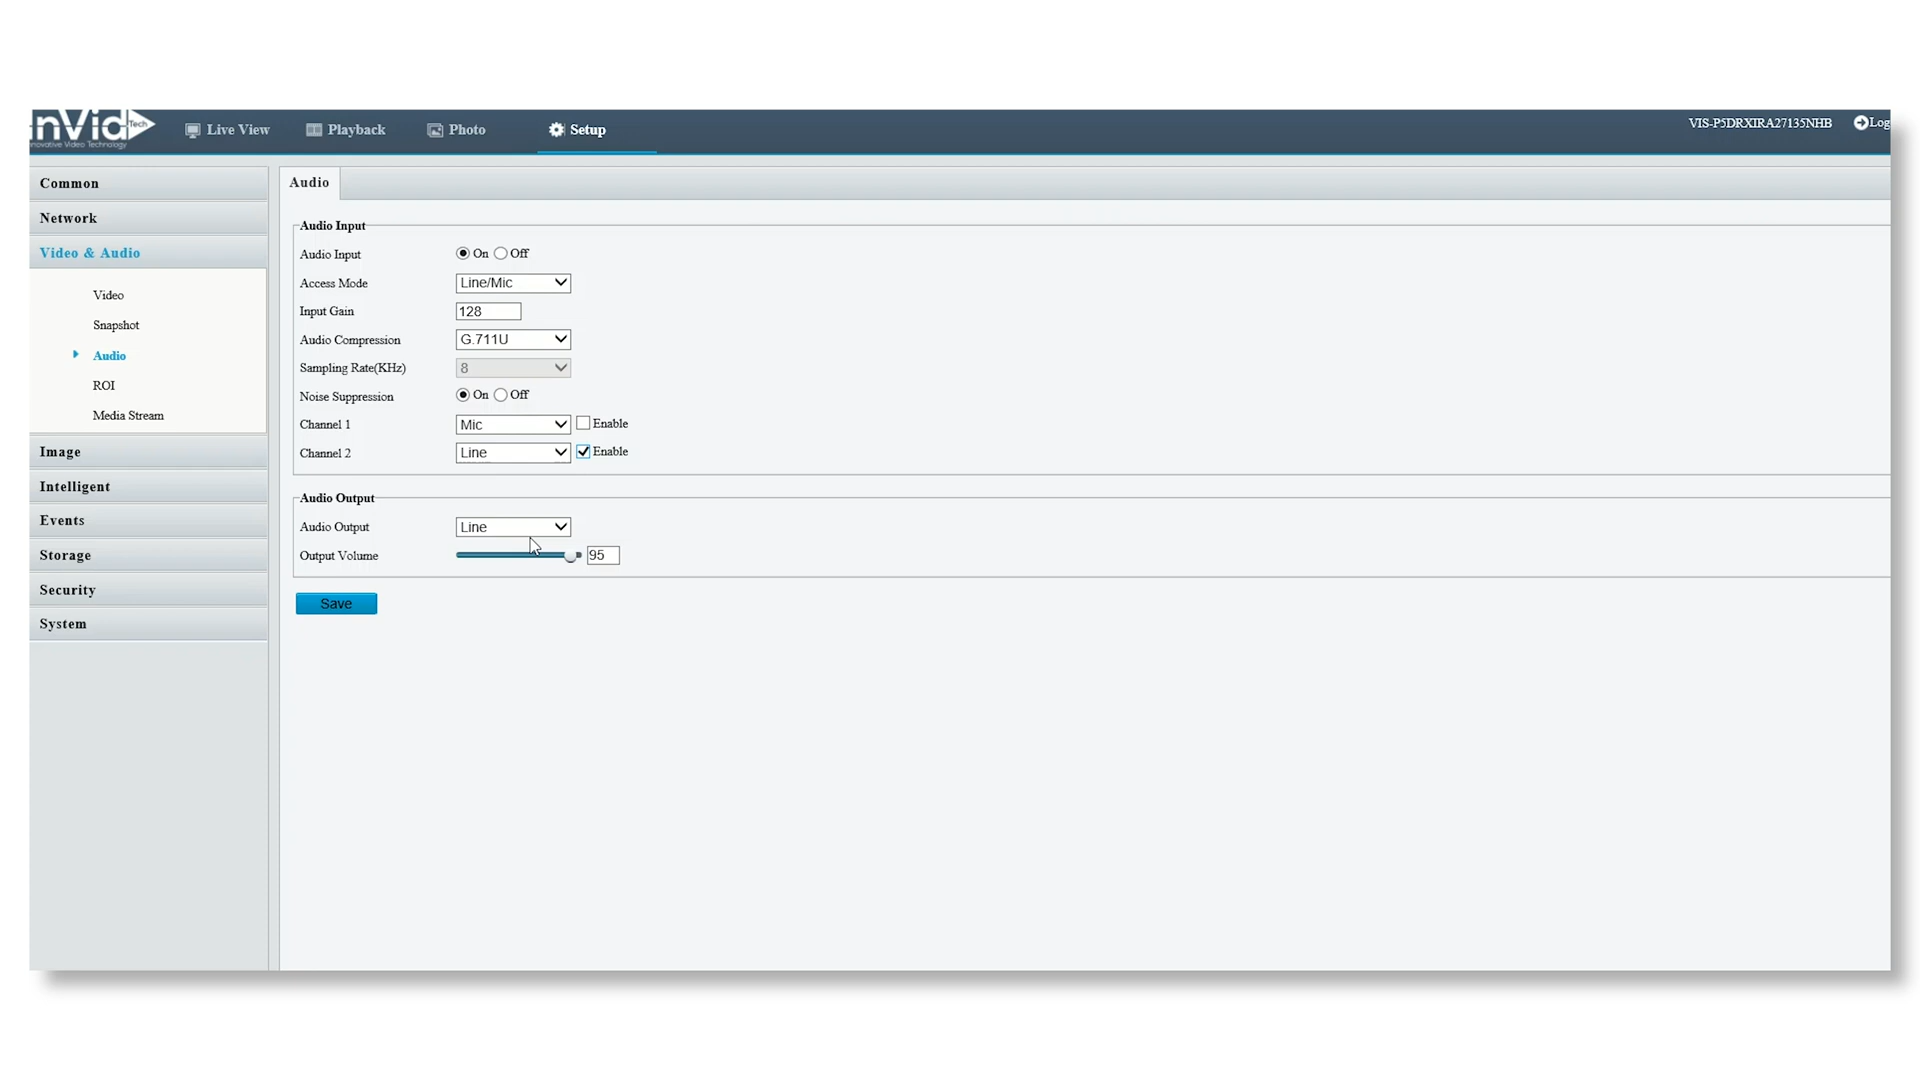 inVid Tech
Innovative Video Technology
Live View
Playback
Photo
Setup
VIS-P5DRXIRA27135NHB
Log
Common
Network
Video & Audio
Video
Snapshot
Audio
ROI
Media Stream
Image
Intelligent
Events
Storage
Security
System
Audio
Audio Input
Audio Input On Off
Access Mode Line/Mic
Input Gain 128
Audio Compression G.711U
Sampling Rate(KHz) 8
Noise Suppression On Off
Channel 1 Mic Enable
Channel 2 Line Enable
Audio Output
Audio Output Line
Output Volume 95
Save